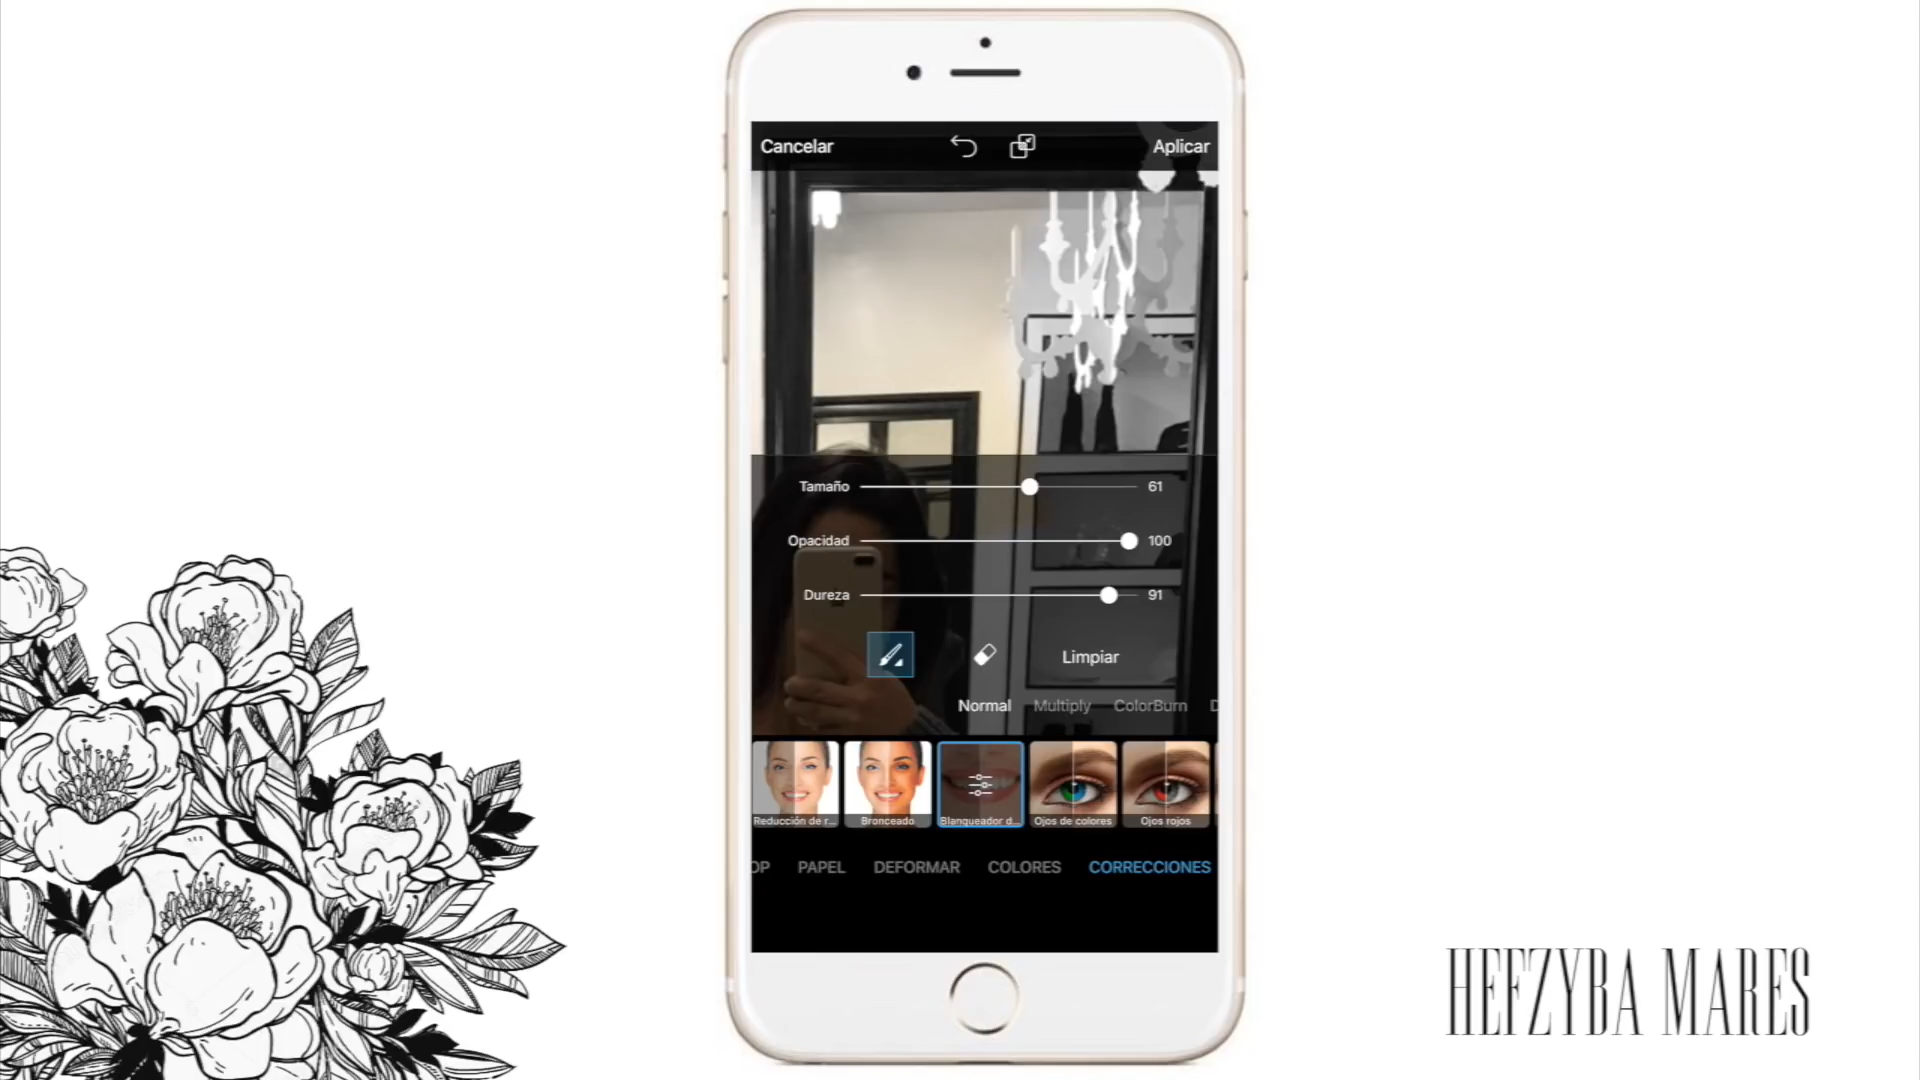 Cancelar
Aplicar
Tamaño 61
Opacidad 100
Dureza 91
Limpiar
Normal Multiply ColorBurn D
Reducción de r... Bronceado Blanqueador d... Ojos de colores Ojos rojos
OP PAPEL DEFORMAR COLORES CORRECCIONES
HEFZYBA MARES